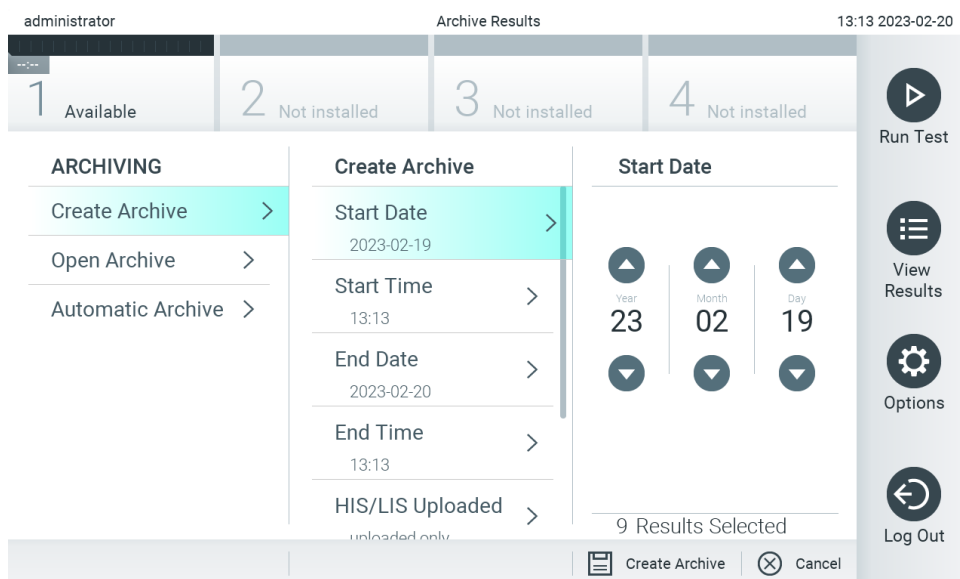 administrator
Archive Results
13:13 2023-02-20
--:--
1 Available
2 Not installed
3 Not installed
4 Not installed
Run Test
View
Results
Options
Log Out
ARCHIVING
Create Archive
Open Archive
Automatic Archive
Create Archive
Start Date
2023-02-19
Start Time
13:13
End Date
2023-02-20
End Time
13:13
HIS/LIS Uploaded
uploaded only
Start Date
Year Month Day
23 02 19
9 Results Selected
Create Archive
Cancel